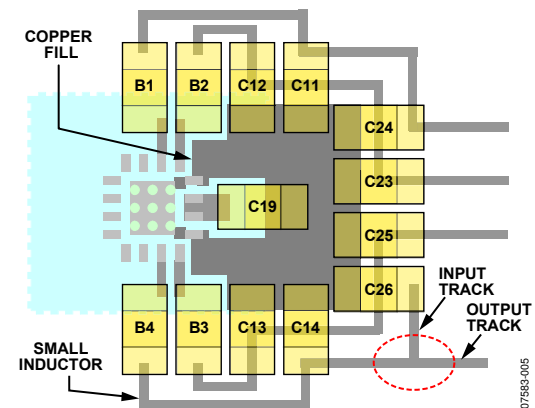 COPPER
FILL
B1
B2
C12
C11
C24
C23
C19
C25
C26
INPUT
TRACK
OUTPUT
TRACK
B4
B3
C13
C14
SMALL
INDUCTOR
07583-005